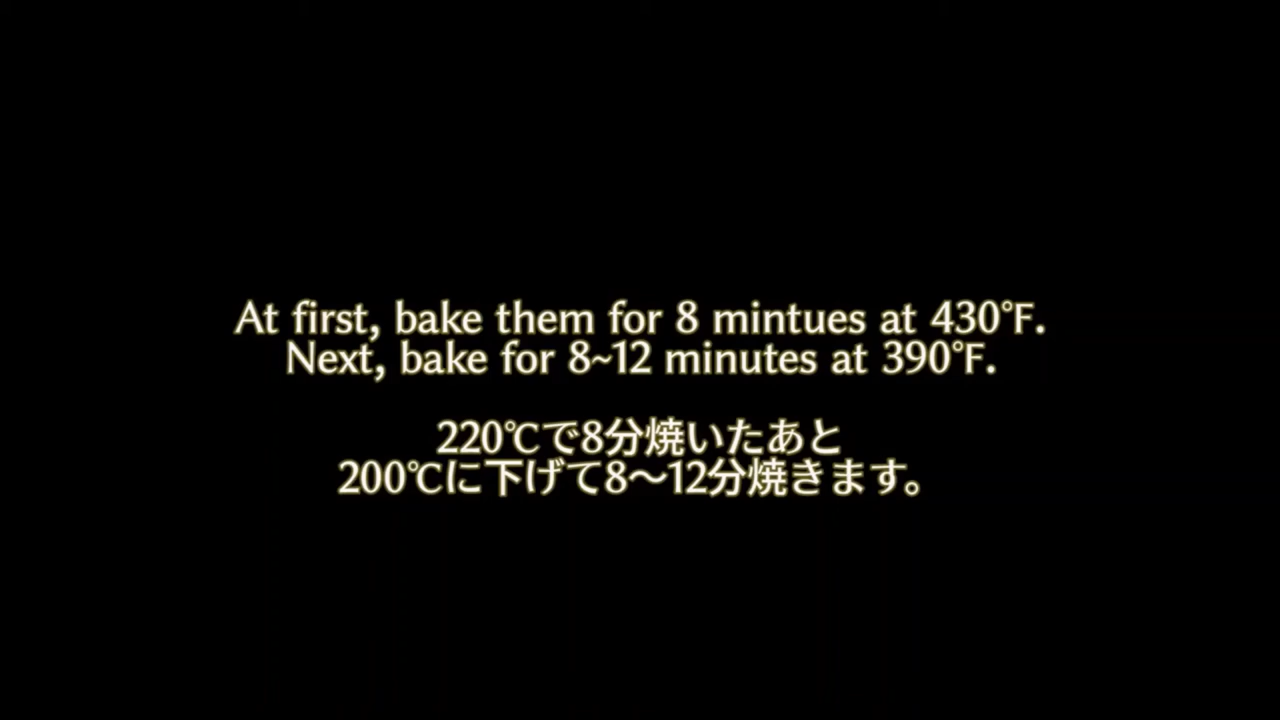 At first, bake them for 8 mintues at 430℉.
Next, bake for 8~12 minutes at 390℉.
220℃で8分焼いたあと
200℃に下げて8〜12分焼きます。